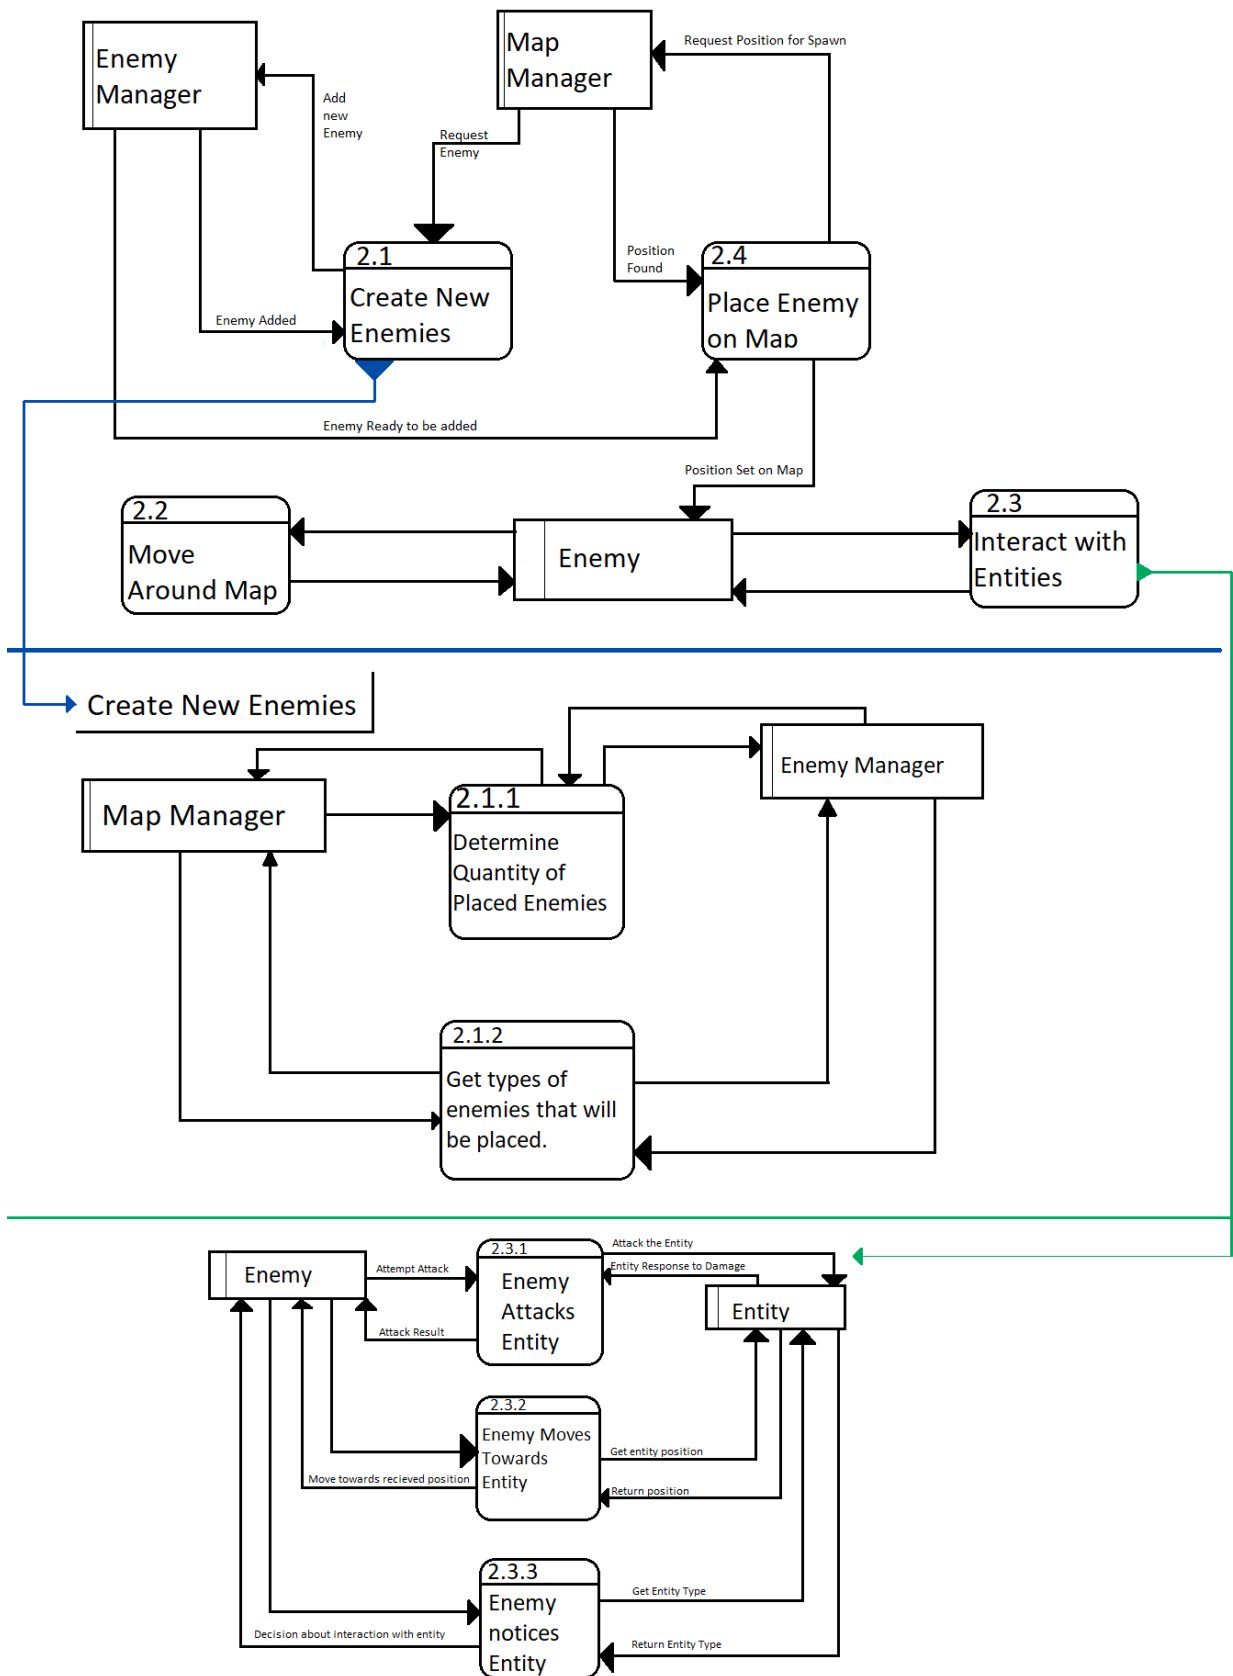 Enemy
Manager
Map
Manager
Request Position for Spawn
Add
new
Enemy
Request
Enemy
2.1
Create New
Enemies
Position
Found
2.4
Place Enemy
on Map
Enemy Added
Enemy Ready to be added
Position Set on Map
2.2
Move
Around Map
Enemy
2.3
Interact with
Entities
Create New Enemies
Map Manager
2.1.1
Determine
Quantity of
Placed Enemies
Enemy Manager
2.1.2
Get types of
enemies that will
be placed.
Enemy
Attempt Attack
Attack Result
2.3.1
Enemy
Attacks
Entity
Attack the Entity
Entity Response to Damage
Entity
2.3.2
Enemy Moves
Towards
Entity
Move towards recieved position
Get entity position
Return position
2.3.3
Enemy
notices
Entity
Decision about interaction with entity
Get Entity Type
Return Entity Type